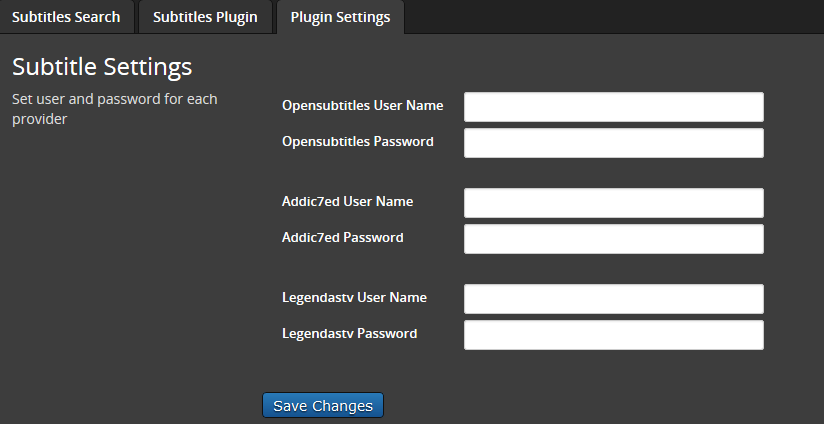 Subtitles Search
Subtitles Plugin
Plugin Settings
Subtitle Settings
Set user and password for each
provider
Opensubtitles User Name
Opensubtitles Password
Addic7ed User Name
Addic7ed Password
Legendastv User Name
Legendastv Password
Save Changes